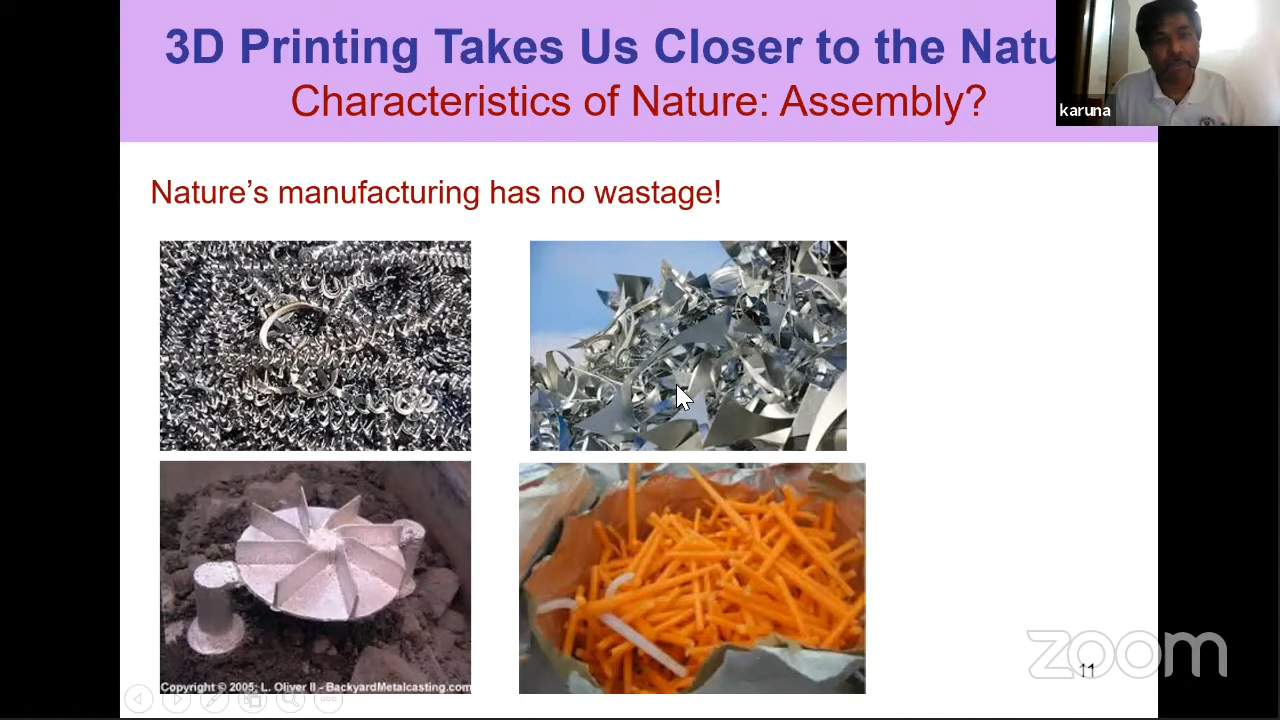 3D Printing Takes Us Closer to the Natu
Characteristics of Nature: Assembly?
karuna
Nature’s manufacturing has no wastage!
Copyright © 2005; L. Oliver II - BackyardMetalcasting.com
zoom
11